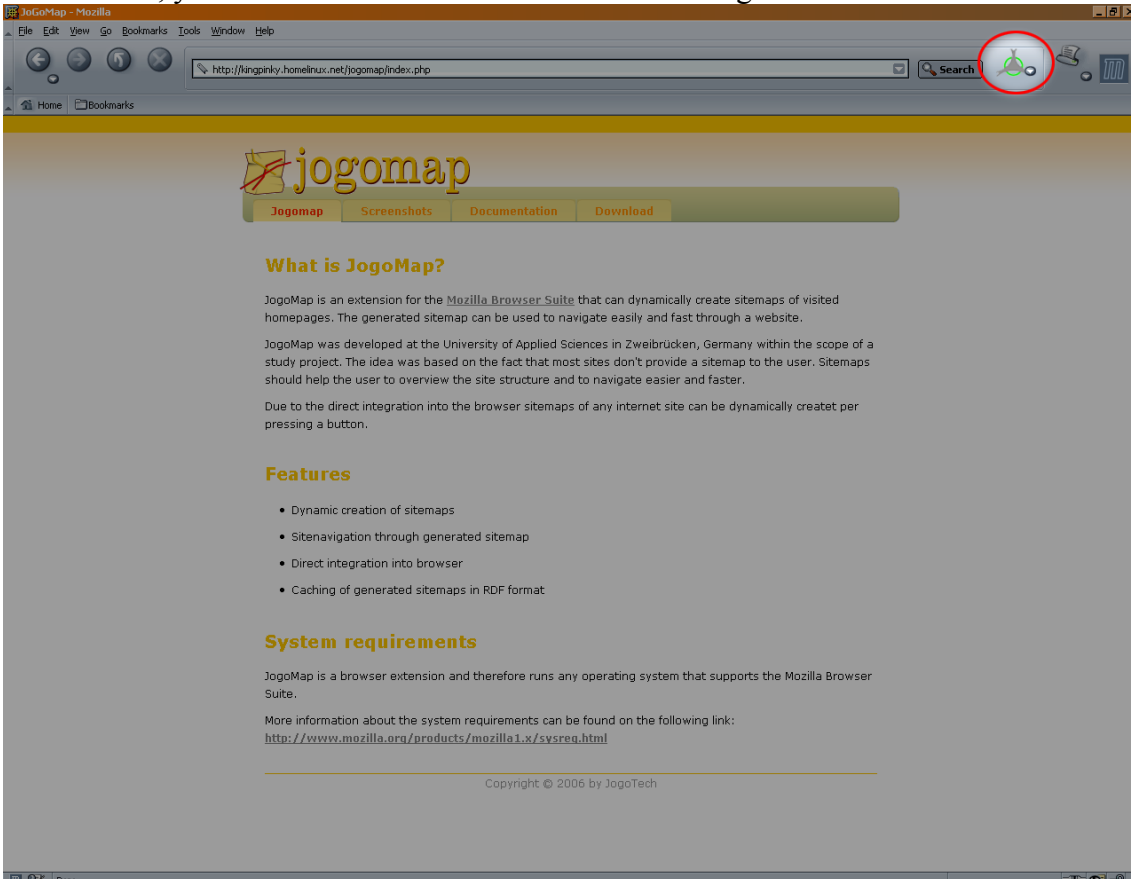 JoGoMap - Mozilla
File Edit View Go Bookmarks Tools Window Help
http://kingpinky.homelinux.net/jogomap/index.php
Search
Home Bookmarks
jogomap
Jogomap Screenshots Documentation Download
What is JogoMap?
JogoMap is an extension for the Mozilla Browser Suite that can dynamically create sitemaps of visited
homepages. The generated sitemap can be used to navigate easily and fast through a website.
JogoMap was developed at the University of Applied Sciences in Zweibrücken, Germany within the scope of a
study project. The idea was based on the fact that most sites don't provide a sitemap to the user. Sitemaps
should help the user to overview the site structure and to navigate easier and faster.
Due to the direct integration into the browser sitemaps of any internet site can be dynamically createt per
pressing a button.
Features
• Dynamic creation of sitemaps
• Sitenavigation through generated sitemap
• Direct integration into browser
• Caching of generated sitemaps in RDF format
System requirements
JogoMap is a browser extension and therefore runs any operating system that supports the Mozilla Browser
Suite.
More information about the system requirements can be found on the following link:
http://www.mozilla.org/products/mozilla1.x/sysreq.html
Copyright © 2006 by JogoTech